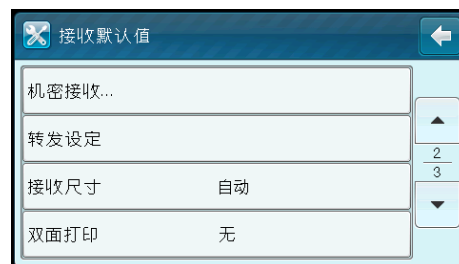 接收默认值
机密接收...
转发设定
接收尺寸 自动
双面打印 无
2
3